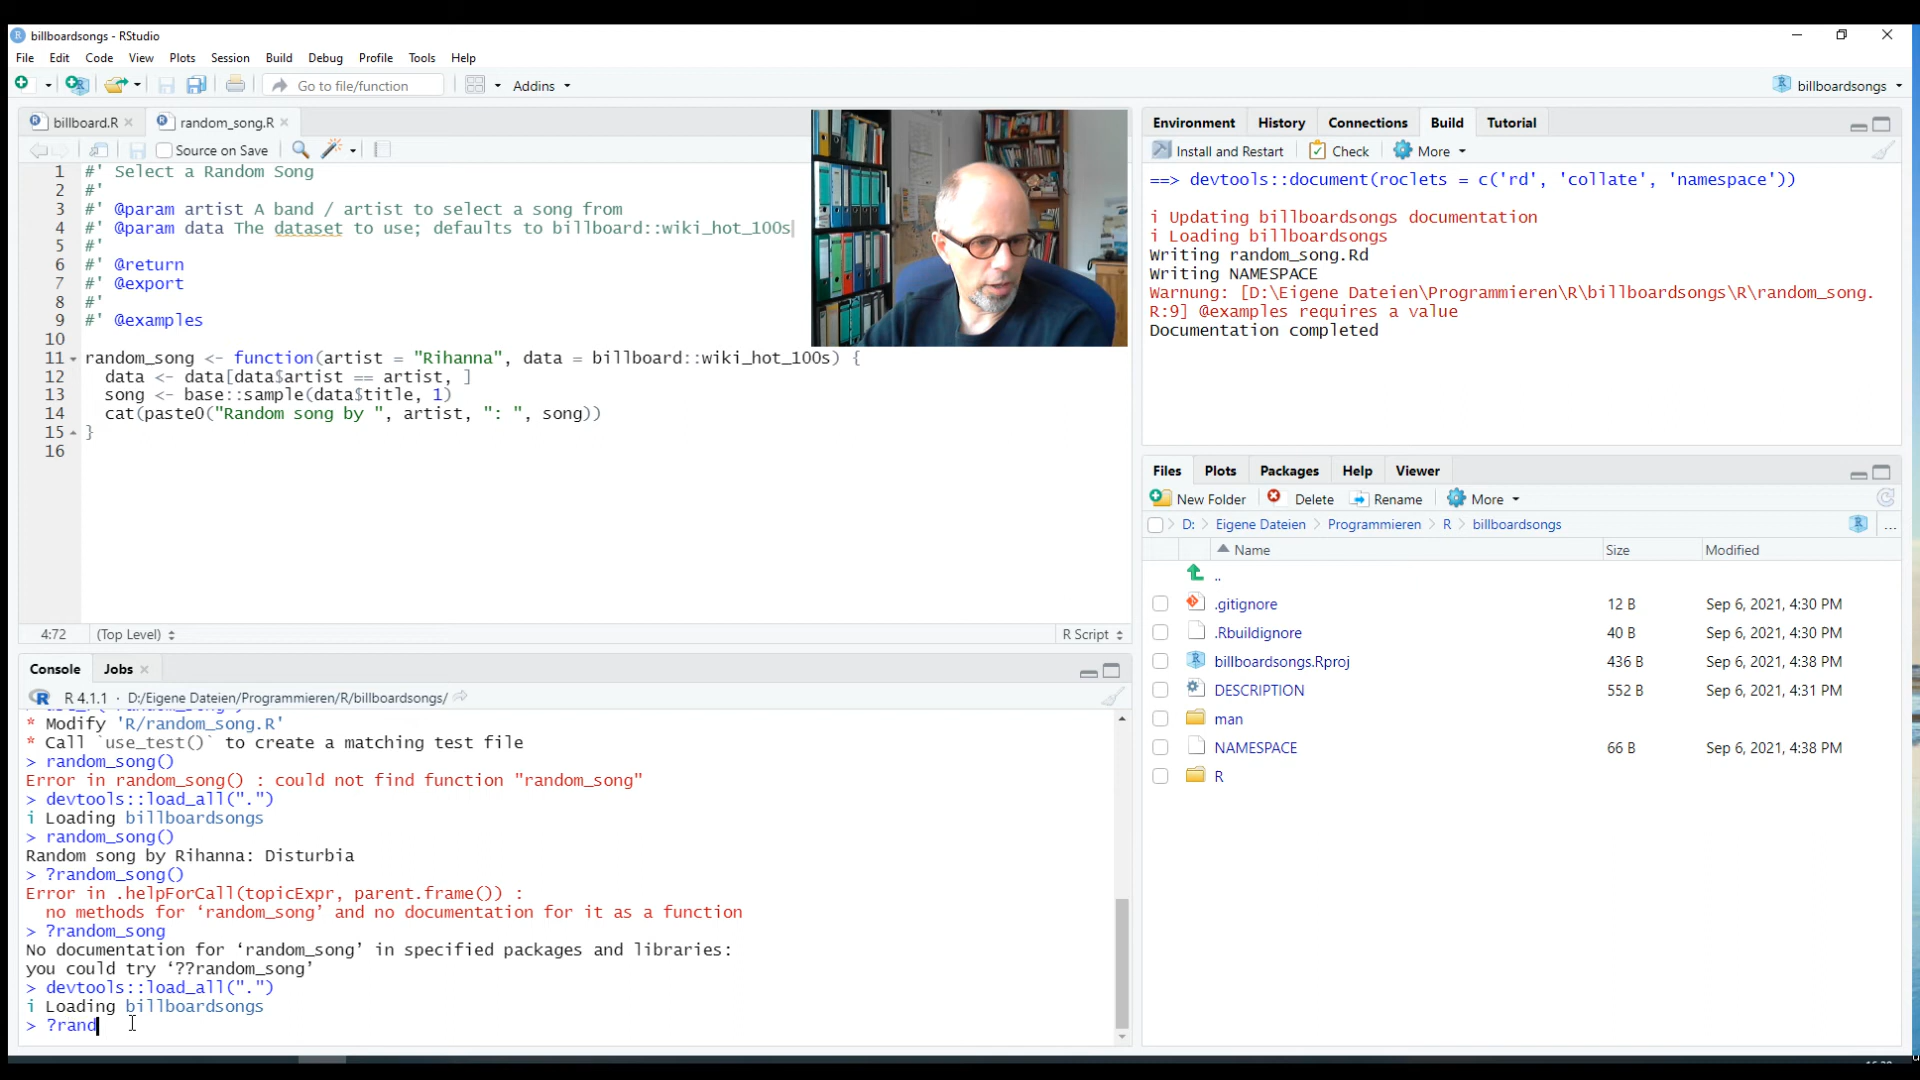 billboardsongs - RStudio
File Edit Code View Plots Session Build Debug Profile Tools Help
Go to file/function Addins billboardsongs
billboard.R random_song.R
Source on Save
1 #' Select a Random Song
2 #'
3 #' @param artist A band / artist to select a song from
4 #' @param data The dataset to use; defaults to billboard::wiki_hot_100s
5 #'
6 #' @return
7 #' @export
8 #'
9 #' @examples
10
11 random_song <- function(artist = "Rihanna", data = billboard::wiki_hot_100s) {
12 data <- data[data$artist == artist, ]
13 song <- base::sample(data$title, 1)
14 cat(paste0("Random song by ", artist, ": ", song))
15 }
16
4:72 (Top Level) R Script
Console Jobs
R 4.1.1 · D:/Eigene Dateien/Programmieren/R/billboardsongs/
* Modify 'R/random_song.R'
* Call `use_test()` to create a matching test file
> random_song()
Error in random_song() : could not find function "random_song"
> devtools::load_all(".")
i Loading billboardsongs
> random_song()
Random song by Rihanna: Disturbia
> ?random_song()
Error in .helpForCall(topicExpr, parent.frame()) :
no methods for ‘random_song’ and no documentation for it as a function
> ?random_song
No documentation for ‘random_song’ in specified packages and libraries:
you could try ‘??random_song’
> devtools::load_all(".")
i Loading billboardsongs
> ?rand
Environment History Connections Build Tutorial
Install and Restart Check More
==> devtools::document(roclets = c('rd', 'collate', 'namespace'))
i Updating billboardsongs documentation
i Loading billboardsongs
Writing random_song.Rd
Writing NAMESPACE
Warnung: [D:\Eigene Dateien\Programmieren\R\billboardsongs\R\random_song.
R:9] @examples requires a value
Documentation completed
Files Plots Packages Help Viewer
New Folder Delete Rename More
D: Eigene Dateien Programmieren R billboardsongs ...
Name Size Modified
..
.gitignore 12 B Sep 6, 2021, 4:30 PM
.Rbuildignore 40 B Sep 6, 2021, 4:30 PM
billboardsongs.Rproj 436 B Sep 6, 2021, 4:38 PM
DESCRIPTION 552 B Sep 6, 2021, 4:31 PM
man
NAMESPACE 66 B Sep 6, 2021, 4:38 PM
R